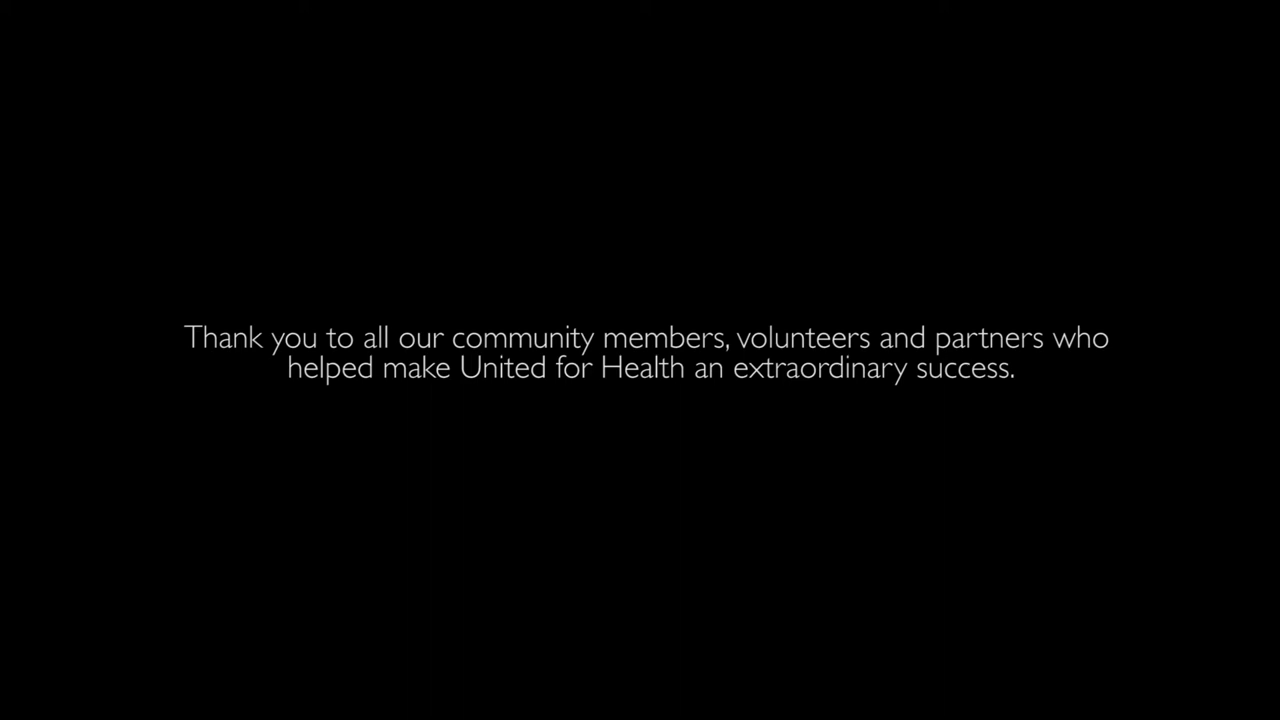 Thank you to all our community members, volunteers and partners who
helped make United for Health an extraordinary success.